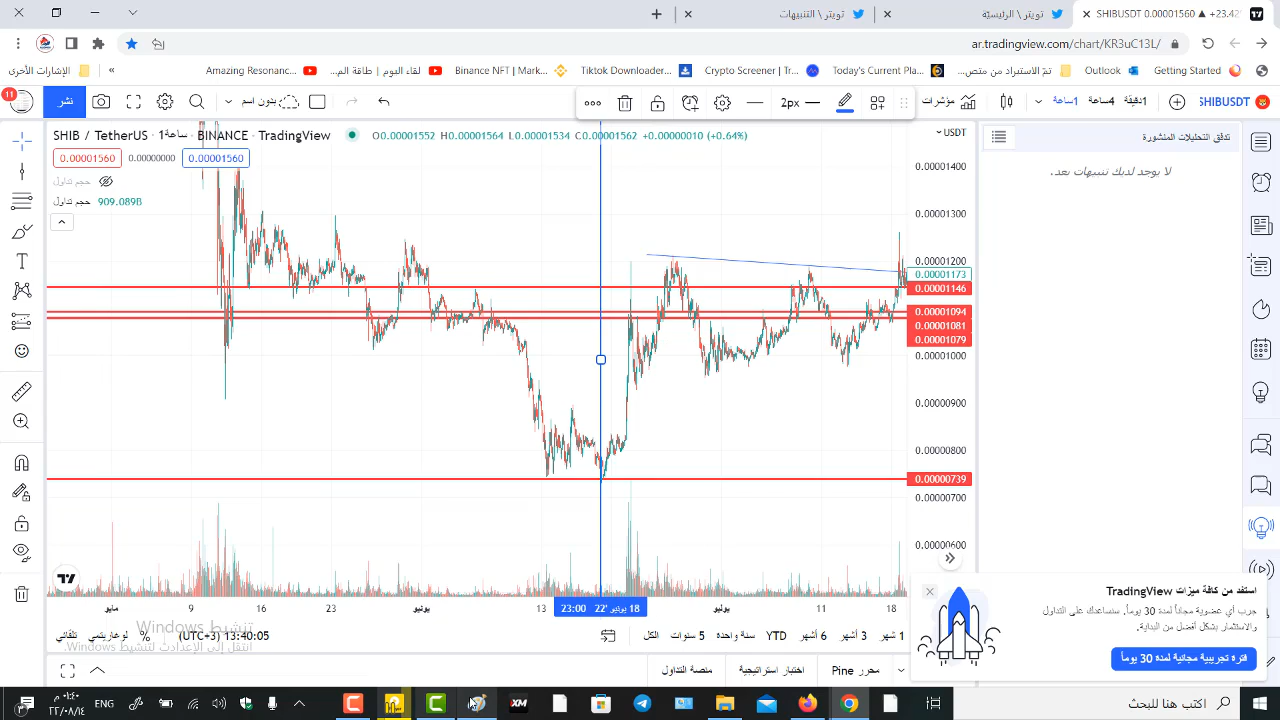 SHIBUSDT 0.00001560 ▲ +23.42
تويتر / الرئيسيّة
تويتر / التنبيهات
ar.tradingview.com/chart/KR3uC13L/
Getting Started
Outlook
Today's Current Pla...
Crypto Screener | Tr...
Tiktok Downloader...
Binance NFT | Mark...
لقاء اليوم | طاقة الم...
Amazing Resonanc...
الإشارات الأخرى
SHIBUSDT
1دقيقة
4ساعة
1ساعة
مؤشرات
2px
بدون اسم
نشر
11
SHIB / TetherUS · 1ساعة · BINANCE · TradingView
O0.00001552 H0.00001564 L0.00001534 C0.00001562 +0.00000010 (+0.64%)
USDT
0.00001560 0.00000000 0.00001560
حجم تداول
حجم تداول 909.089B
تدفق التحليلات المنشورة
لا يوجد لديك تنبيهات بعد.
0.00001400
0.00001300
0.00001200
0.00001173
0.00001146
0.00001094
0.00001081
0.00001079
0.00001000
0.00000900
0.00000800
0.00000739
0.00000700
0.00000600
مايو 9 16 23 يونيو 13 18 يونيو '22 23:00 يوليو 11 18
استفد من كافة ميزات TradingView
جرب أي عضوية مجاناً لمدة 30 يوماً، سنساعدك على التداول
والاستثمار بشكل أفضل من البداية.
فترة تجريبية مجانية لمدة 30 يوماً
تنشيط Windows
انتقل إلى الإعدادات لتنشيط Windows.
1 شهر
3 أشهر
6 أشهر
YTD
سنة واحده
5 سنوات
الكل
13:40:05 (UTC+3)
%
لوغاريتمي
تلقائي
محرر Pine
اختبار استراتيجية
منصة التداول
اكتب هنا للبحث
XM
ENG